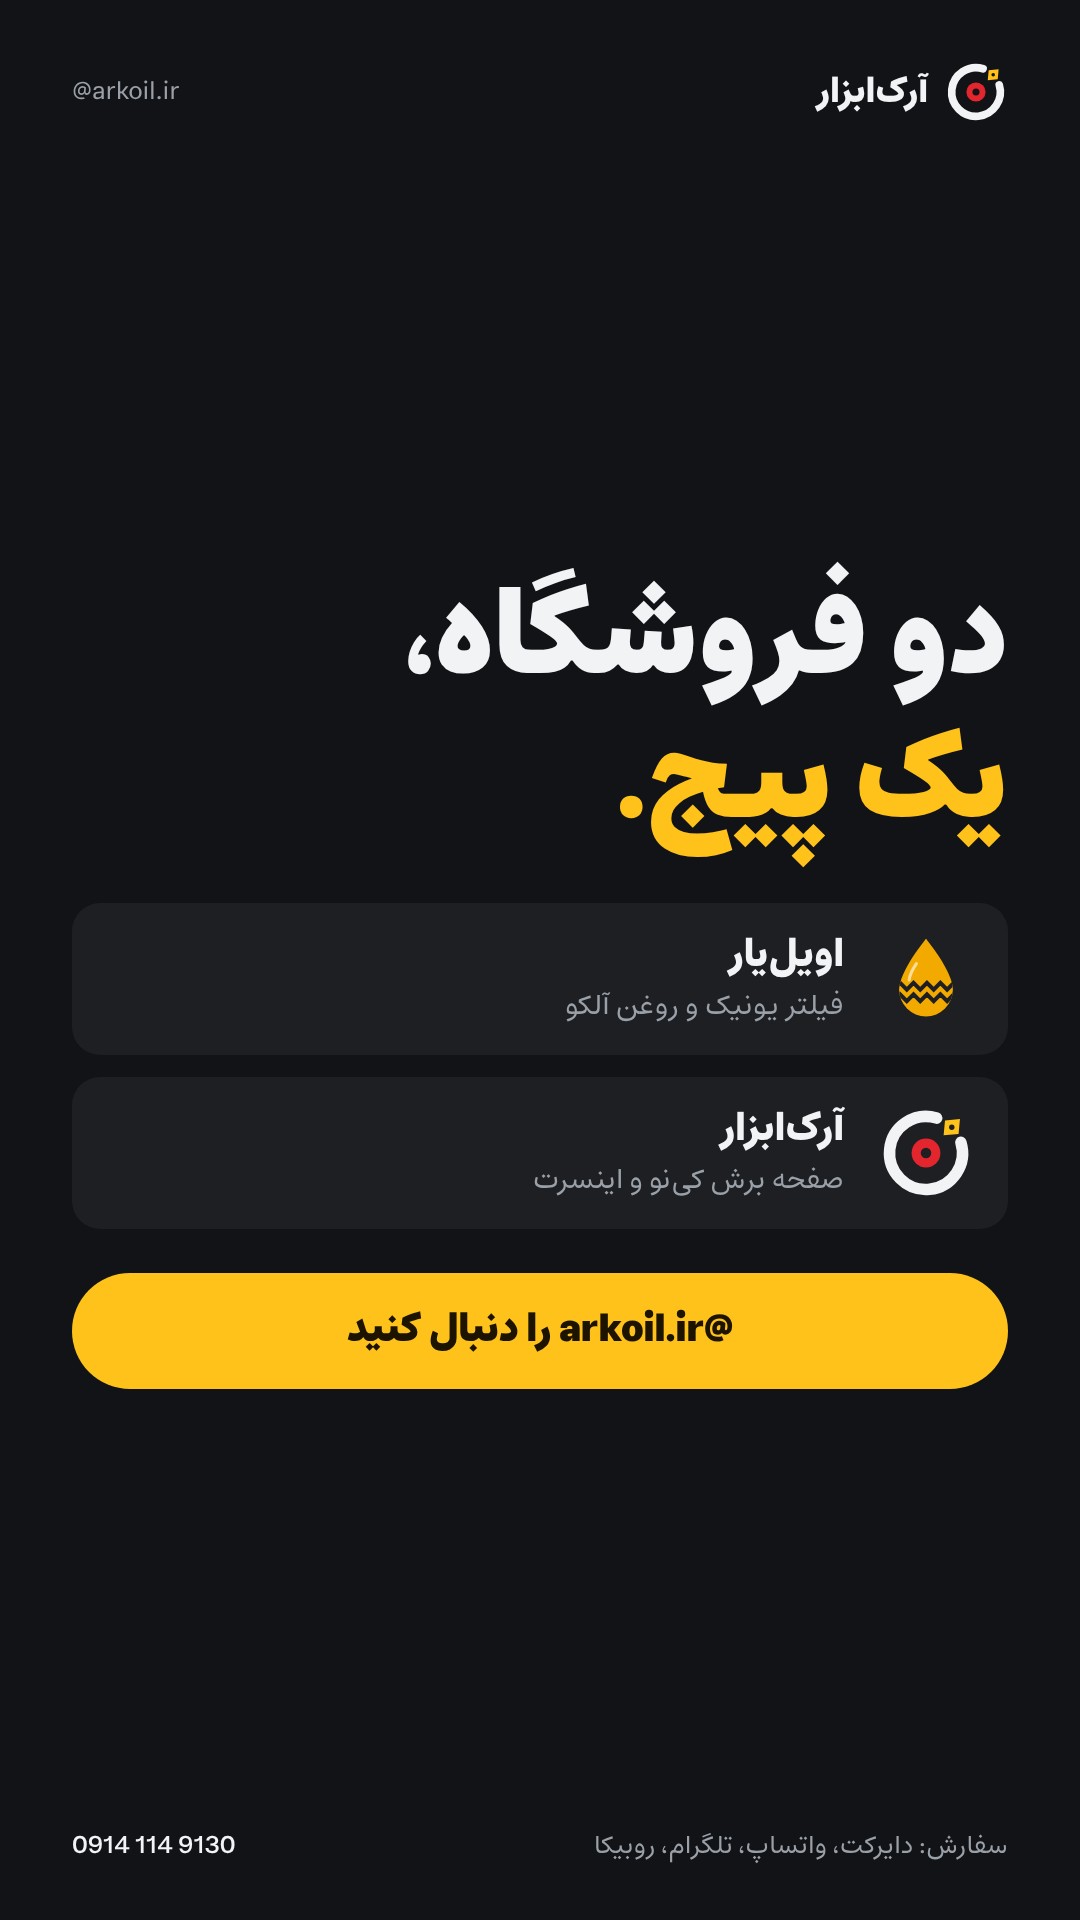 آرک‌ابزار
@arkoil.ir
دو فروشگاه،
یک پیج.
اویل‌یار
فیلتر یونیک و روغن آلکو
آرک‌ابزار
صفحه برش کی‌نو و اینسرت
@arkoil.ir را دنبال کنید
سفارش: دایرکت، واتساپ، تلگرام، روبیکا
0914 114 9130